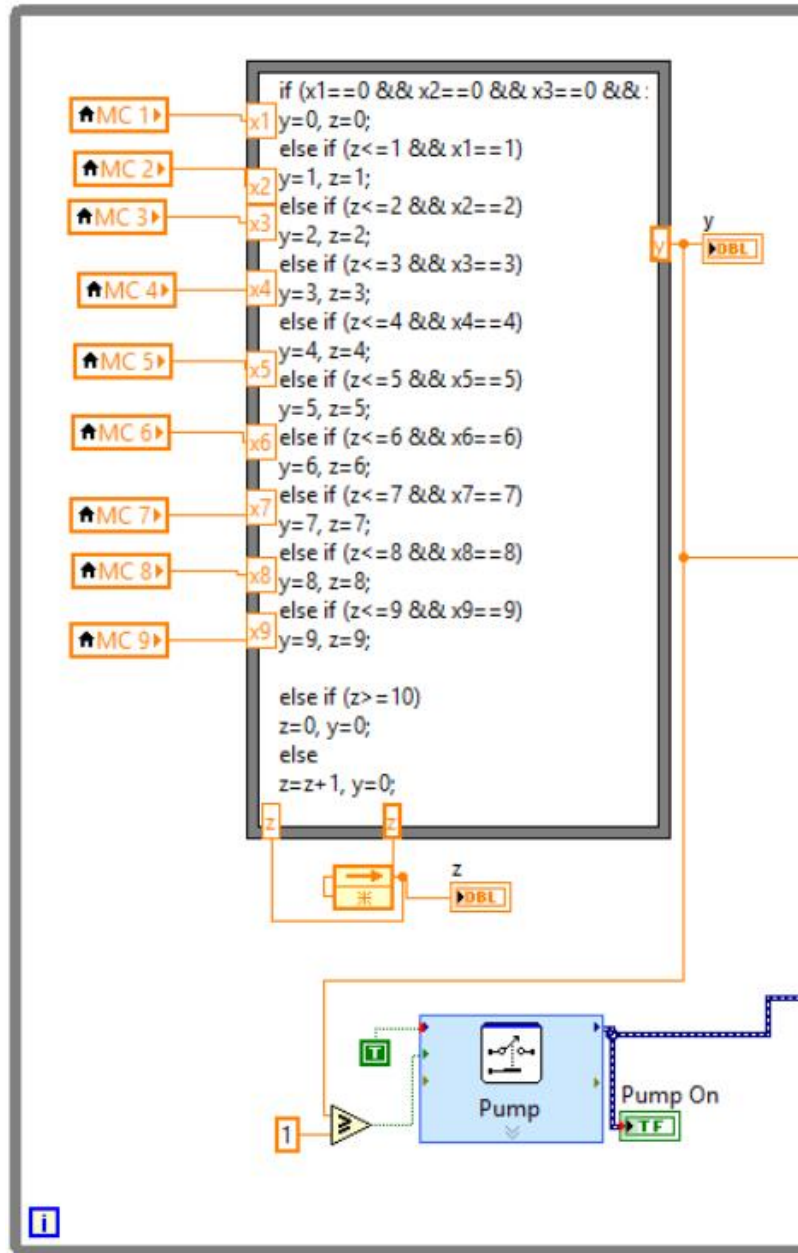 if (x1==0 && x2==0 && x3==0 &&
MC 1
x1
y=0, z=0;
else if (z<=1 && x1==1)
MC 2
x2
y=1, z=1;
else if (z<=2 && x2==2)
MC 3
x3
y=2, z=2;
y
y
DBL
else if (z<=3 && x3==3)
MC 4
x4
y=3, z=3;
else if (z<=4 && x4==4)
y=4, z=4;
MC 5
x5
else if (z<=5 && x5==5)
y=5, z=5;
MC 6
x6
else if (z<=6 && x6==6)
y=6, z=6;
else if (z<=7 && x7==7)
MC 7
x7
y=7, z=7;
else if (z<=8 && x8==8)
MC 8
x8
y=8, z=8;
else if (z<=9 && x9==9)
MC 9
x9
y=9, z=9;
else if (z>=10)
z=0, y=0;
else
z=z+1, y=0;
z
z
z
DBL
T
Pump
Pump On
TF
1
i